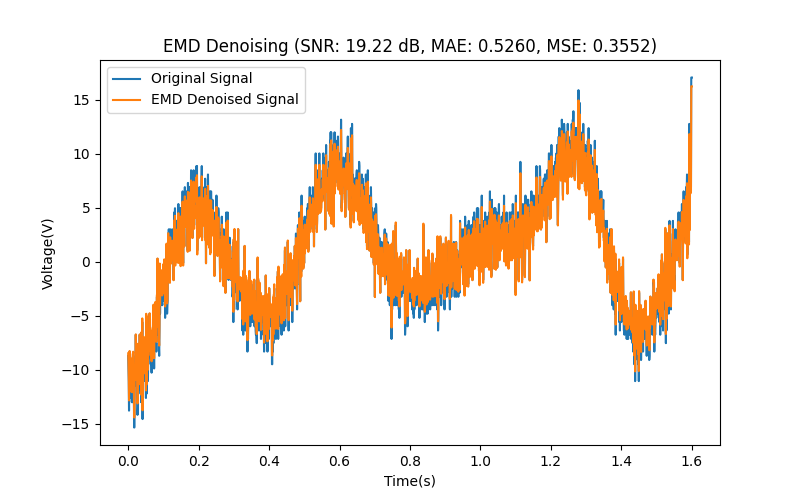 EMD Denoising (SNR: 19.22 dB, MAE: 0.5260, MSE: 0.3552)
Original Signal
EMD Denoised Signal
Voltage(V)
15
10
5
0
−5
−10
−15
0.0 0.2 0.4 0.6 0.8 1.0 1.2 1.4 1.6
Time(s)